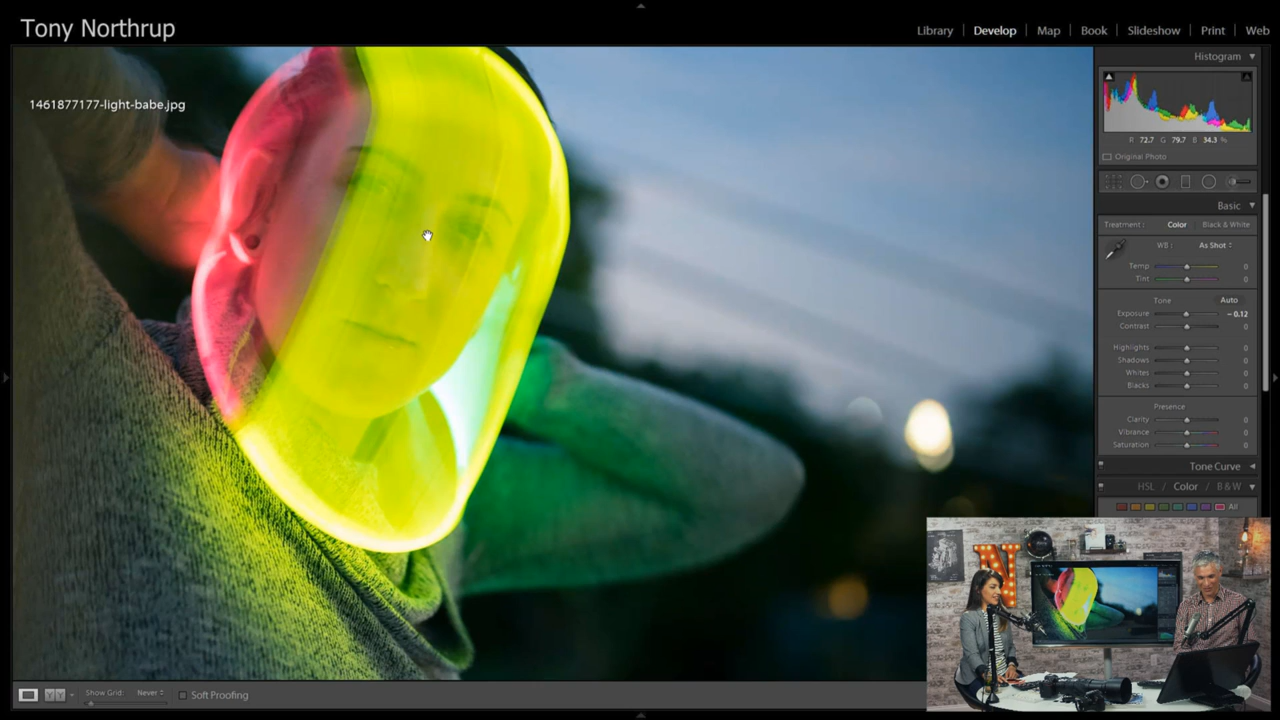 Tony Northrup
Library | Develop | Map | Book | Slideshow | Print | Web
1461877177-light-babe.jpg
Histogram
R 72.7 G 79.7 B 34.3 %
Original Photo
Basic
Treatment : Color Black & White
WB : As Shot
Temp 0
Tint 0
Tone Auto
Exposure – 0.12
Contrast 0
Highlights 0
Shadows 0
Whites 0
Blacks 0
Presence
Clarity 0
Vibrance 0
Saturation 0
Tone Curve
HSL / Color / B & W
All
N
Show Grid: Never
Soft Proofing